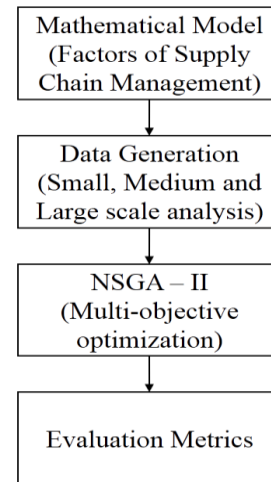 Mathematical Model
(Factors of Supply
Chain Management)
Data Generation
(Small, Medium and
Large scale analysis)
NSGA – II
(Multi-objective
optimization)
Evaluation Metrics